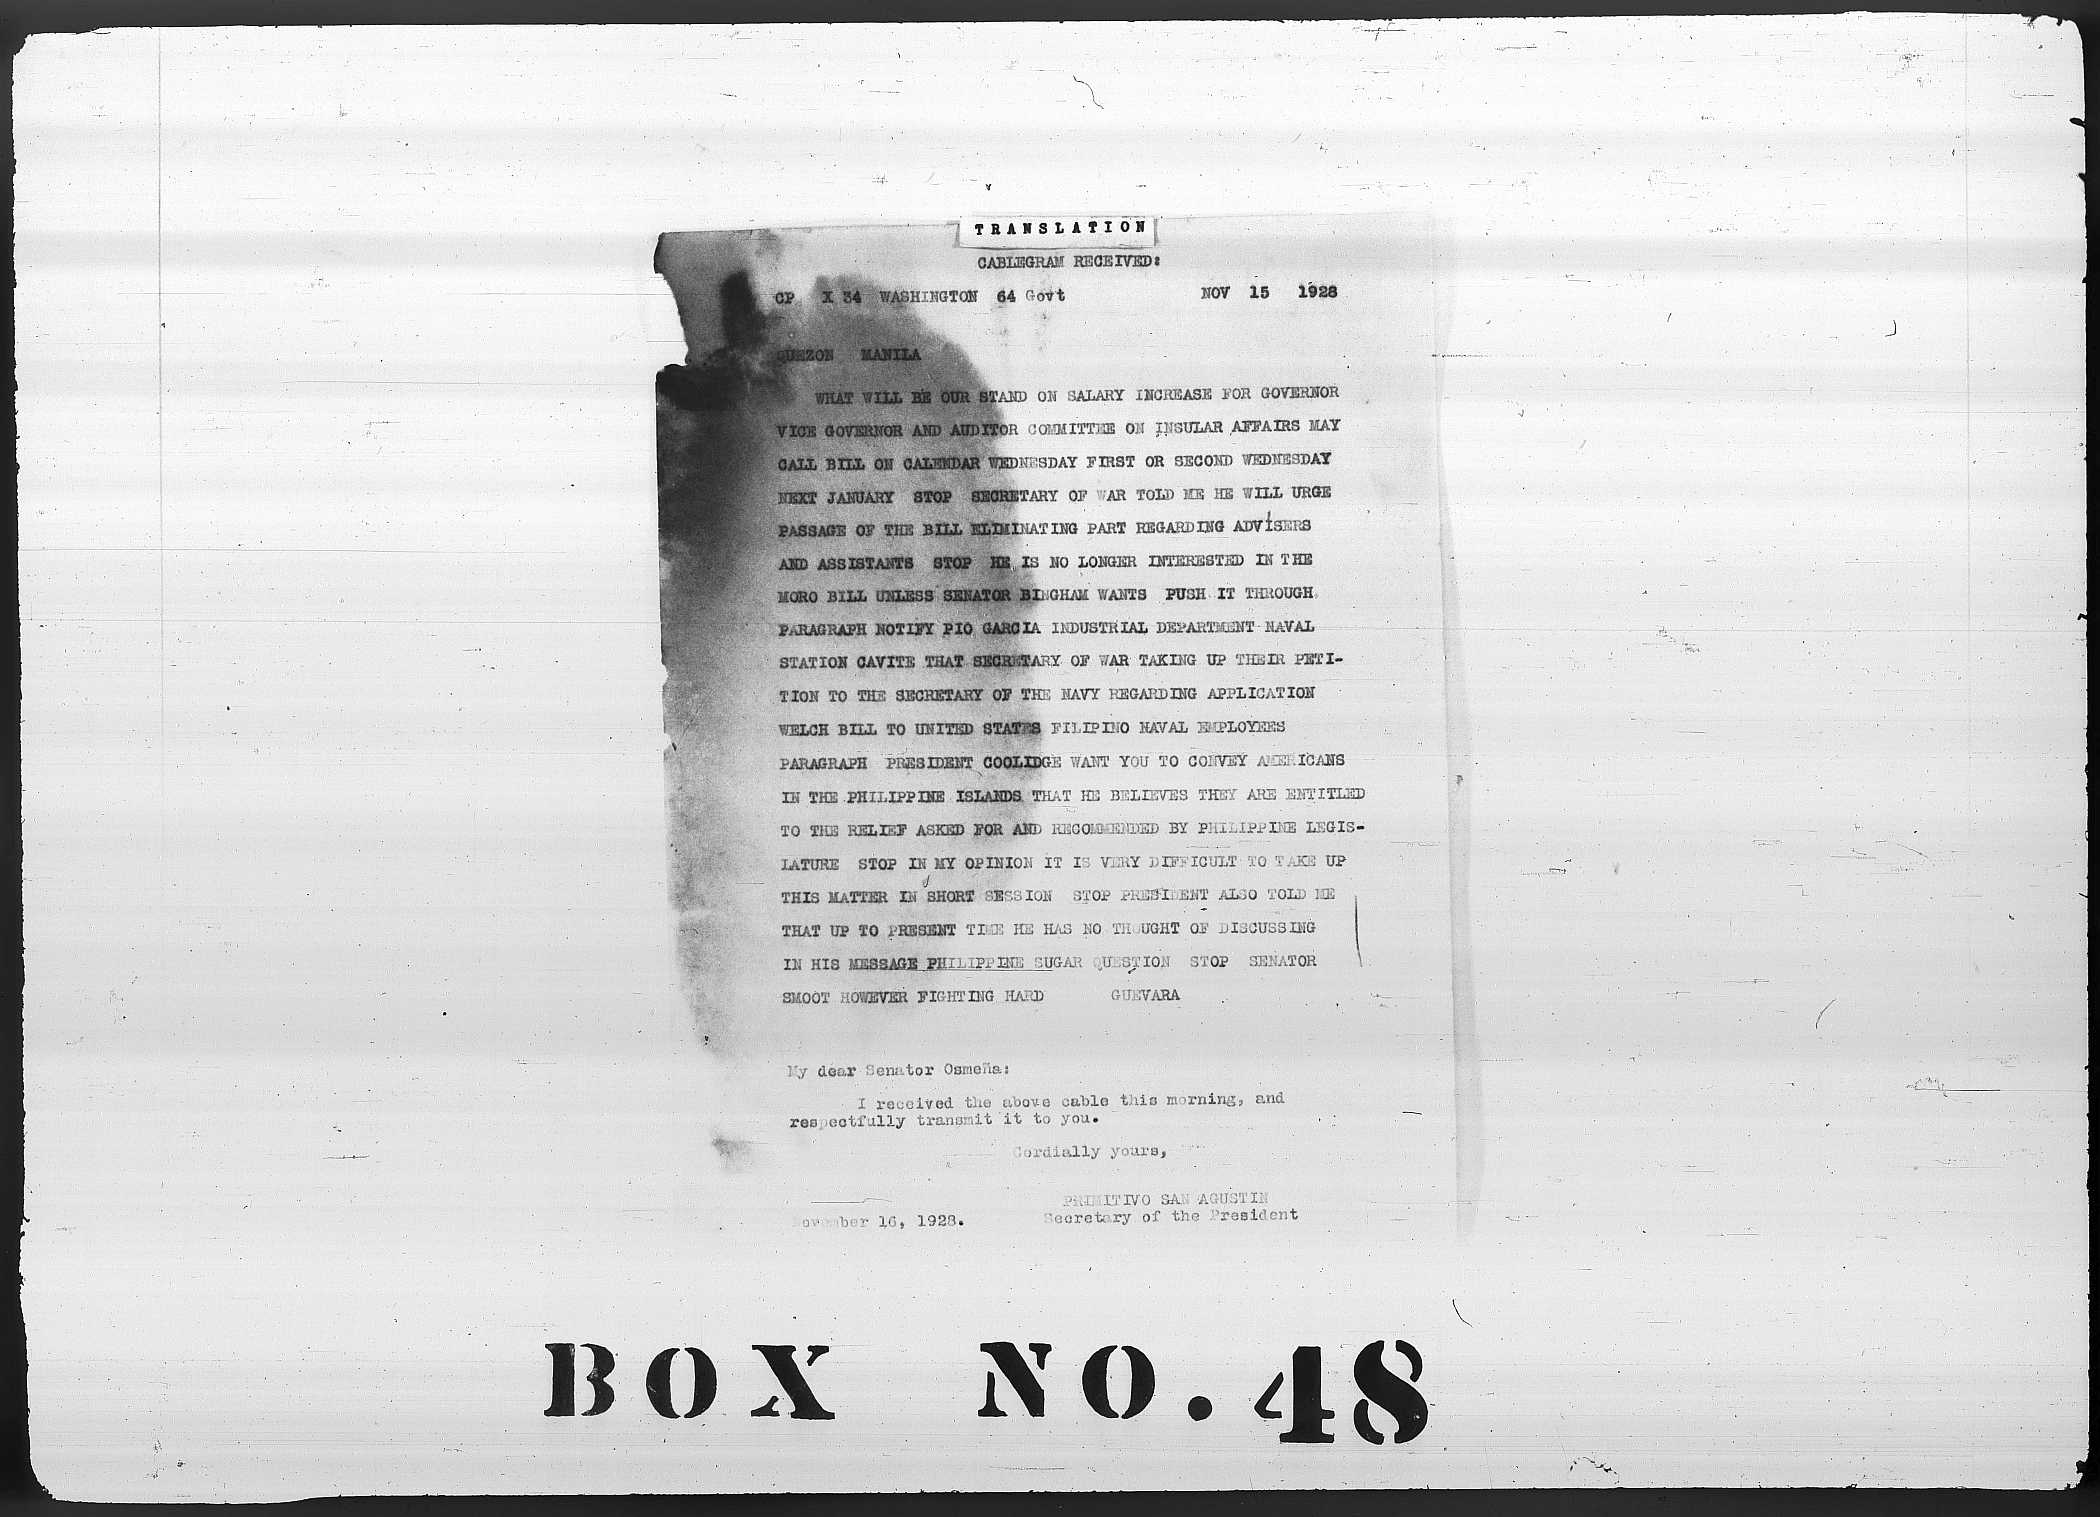 TRANSLATION
CABLEGRAM RECEIVED:
CP X 34 WASHINGTON 64 Govt NOV 15 1928
QUEZON MANILA
WHAT WILL BE OUR STAND ON SALARY INCREASE FOR GOVERNOR
VICE GOVERNOR AND AUDITOR COMMITTEE ON INSULAR AFFAIRS MAY
CALL BILL ON CALENDAR WEDNESDAY FIRST OR SECOND WEDNESDAY
NEXT JANUARY STOP SECRETARY OF WAR TOLD ME HE WILL URGE
PASSAGE OF THE BILL ELIMINATING PART REGARDING ADVISERS
AND ASSISTANTS STOP HE IS NO LONGER INTERESTED IN THE
MORO BILL UNLESS SENATOR BINGHAM WANTS PUSH IT THROUGH
PARAGRAPH NOTIFY PIO GARCIA INDUSTRIAL DEPARTMENT NAVAL
STATION CAVITE THAT SECRETARY OF WAR TAKING UP THEIR PETI-
TION TO THE SECRETARY OF THE NAVY REGARDING APPLICATION
WELCH BILL TO UNITED STATES FILIPINO NAVAL EMPLOYEES
PARAGRAPH PRESIDENT COOLIDGE WANT YOU TO CONVEY AMERICANS
IN THE PHILIPPINE ISLANDS THAT HE BELIEVES THEY ARE ENTITLED
TO THE RELIEF ASKED FOR AND RECOMMENDED BY PHILIPPINE LEGIS-
LATURE STOP IN MY OPINION IT IS VERY DIFFICULT TO TAKE UP
THIS MATTER IN SHORT SESSION STOP PRESIDENT ALSO TOLD ME
THAT UP TO PRESENT TIME HE HAS NO THOUGHT OF DISCUSSING
IN HIS MESSAGE PHILIPPINE SUGAR QUESTION STOP SENATOR
SMOOT HOWEVER FIGHTING HARD GUEVARA
My dear Senator Osmeña:
I received the above cable this morning, and
respectfully transmit it to you.
Cordially yours,
PRIMITIVO SAN AGUSTIN
November 16, 1928. Secretary of the President
BOX NO. 48